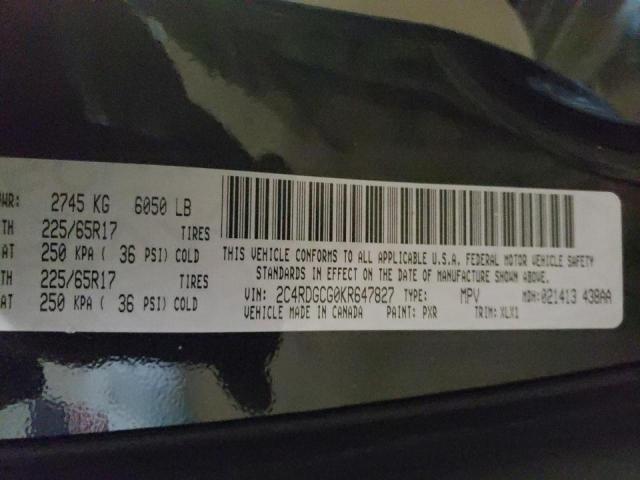 2745 KG 6050 LB
225/65R17 TIRES
250 KPA ( 36 PSI) COLD
225/65R17 TIRES
250 KPA ( 36 PSI) COLD
THIS VEHICLE CONFORMS TO ALL APPLICABLE U.S.A. FEDERAL MOTOR VEHICLE SAFETY
STANDARDS IN EFFECT ON THE DATE OF MANUFACTURE SHOWN ABOVE.
VIN: 2C4RDGCG0KR647827 TYPE: MPV MDH: 021413 438AA
VEHICLE MADE IN CANADA PAINT: PXR TRIM: XLX1